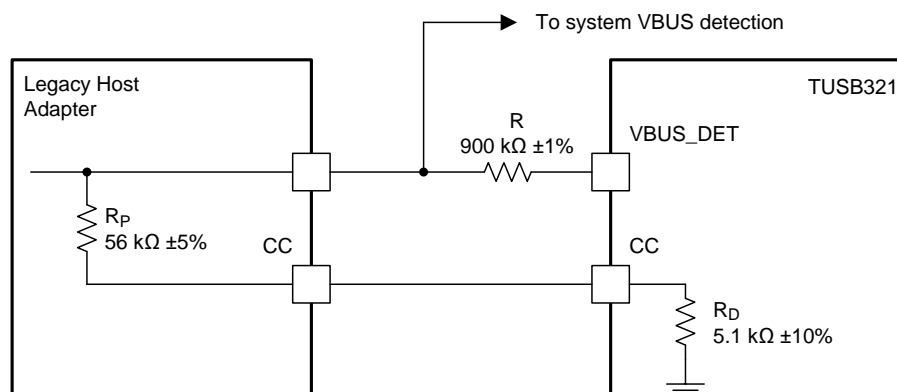 To system VBUS detection
Legacy Host
Adapter
TUSB321
R
900 kΩ ±1%
VBUS_DET
RP
56 kΩ ±5%
CC
CC
RD
5.1 kΩ ±10%